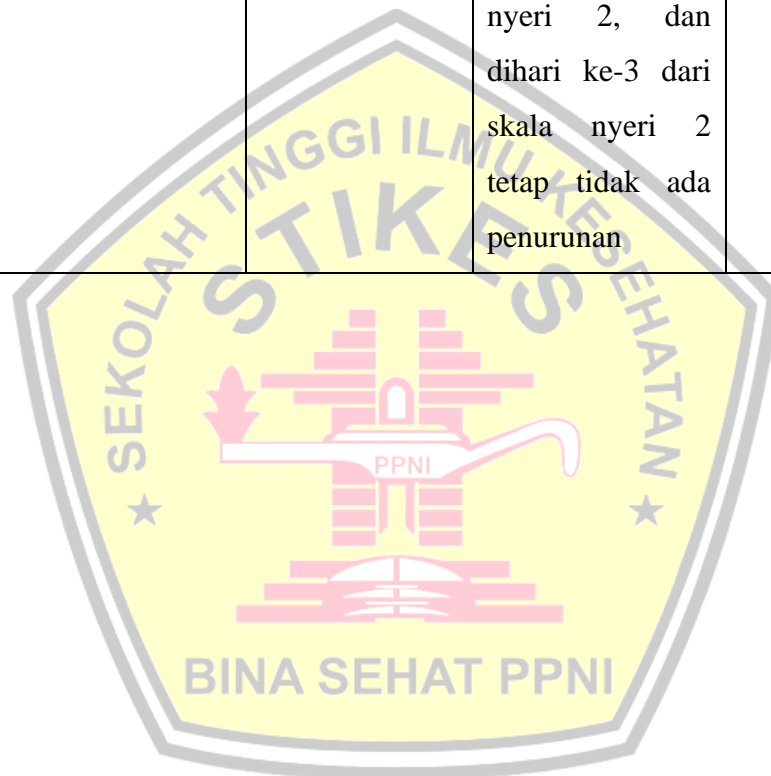 nyeri 2, dan
dihari ke-3 dari
skala nyeri 2
tetap tidak ada
penurunan
SEKOLAH TINGGI ILMU KESEHATAN
STIKES
PPNI
BINA SEHAT PPNI